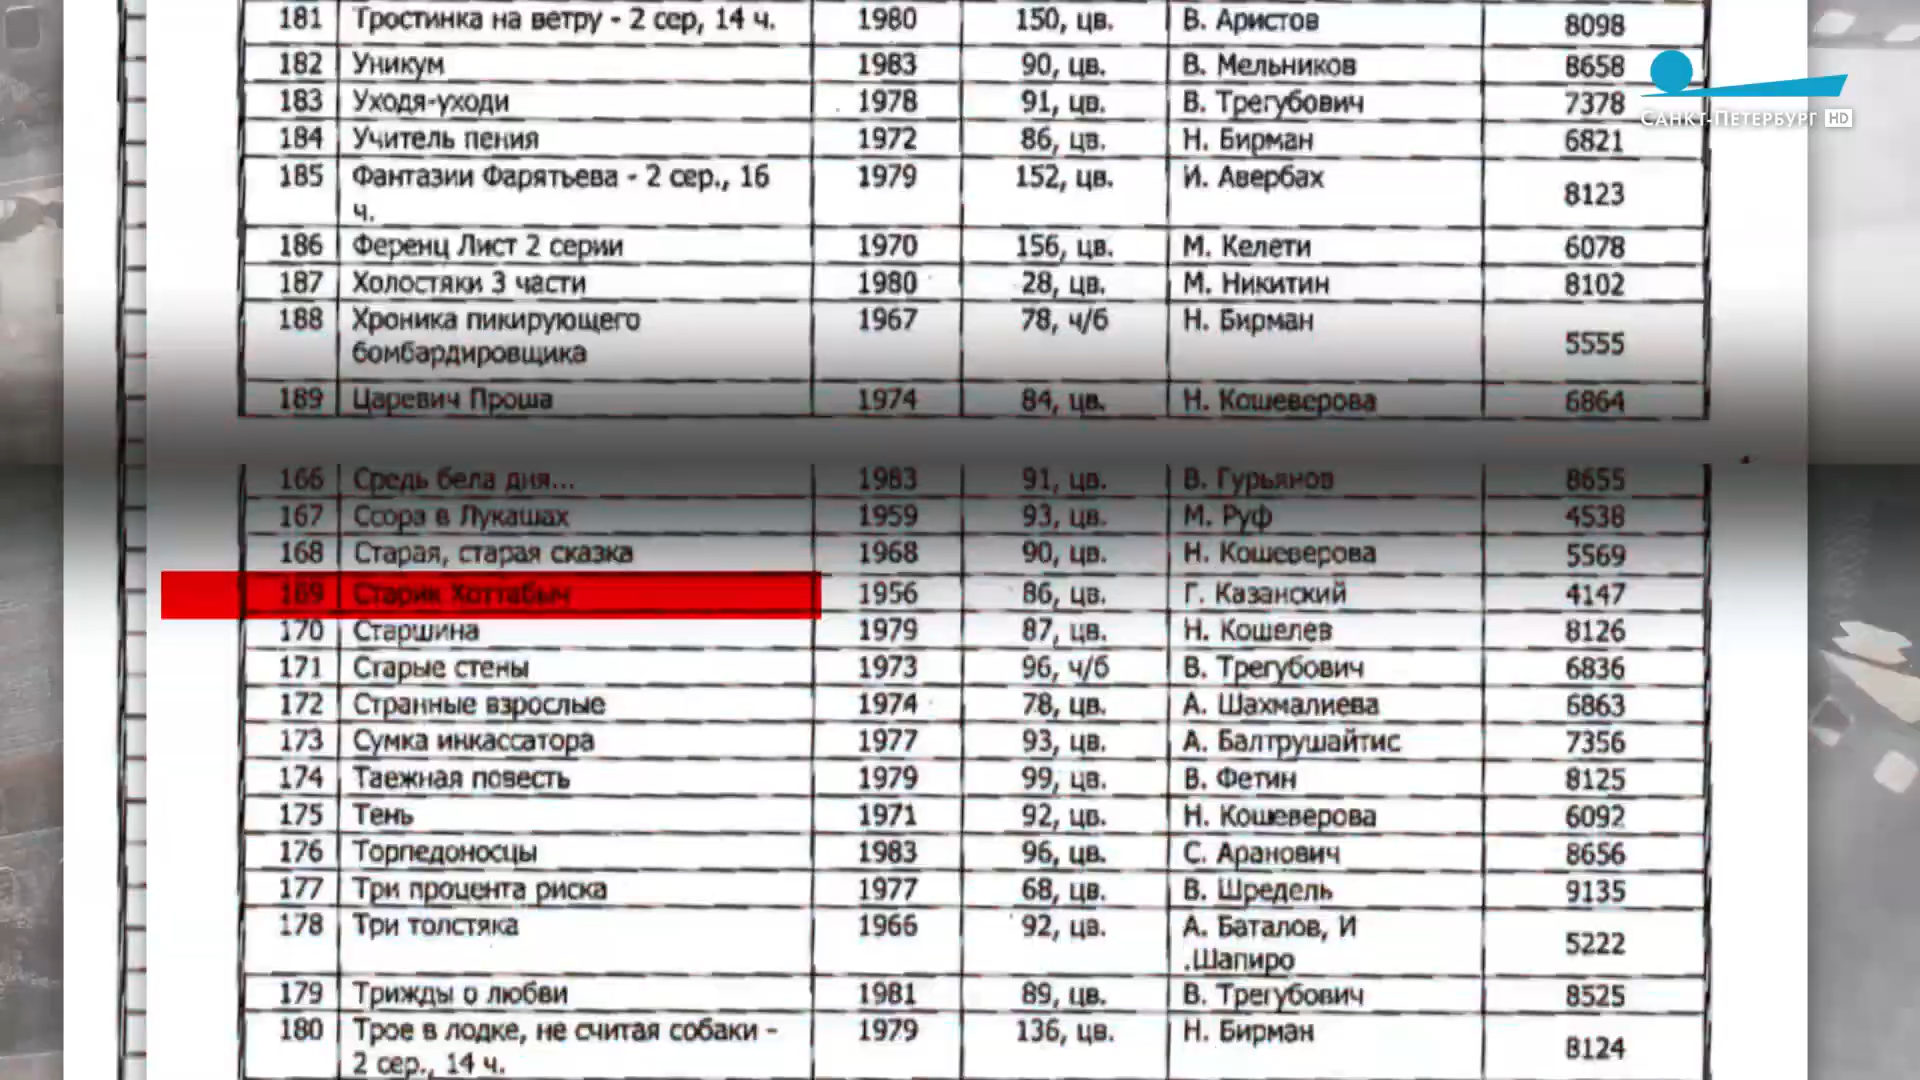 181 Тростинка на ветру - 2 сер, 14 ч. 1980 150, цв. В. Аристов 8098
182 Уникум 1983 90, цв. В. Мельников 8658
183 Уходя-уходи 1978 91, цв. В. Трегубович 7378
САНКТ-ПЕТЕРБУРГ HD
184 Учитель пения 1972 86, цв. Н. Бирман 6821
185 Фантазии Фарятьева - 2 сер., 16 1979 152, цв. И. Авербах 8123
ч.
186 Ференц Лист 2 серии 1970 156, цв. М. Келети 6078
187 Холостяки 3 части 1980 28, цв. М. Никитин 8102
188 Хроника пикирующего 1967 78, ч/б Н. Бирман 5555
бомбардировщика
189 Царевич Проша 1974 84, цв. Н. Кошеверова 6864
166 Средь бела дня... 1983 91, цв. В. Гурьянов 8655
167 Ссора в Лукашах 1959 93, цв. М. Руф 4538
168 Старая, старая сказка 1968 90, цв. Н. Кошеверова 5569
169 Старик Хоттабыч 1956 86, цв. Г. Казанский 4147
170 Старшина 1979 87, цв. Н. Кошелев 8126
171 Старые стены 1973 96, ч/б В. Трегубович 6836
172 Странные взрослые 1974 78, цв. А. Шахмалиева 6863
173 Сумка инкассатора 1977 93, цв. А. Балтрушайтис 7356
174 Таежная повесть 1979 99, цв. В. Фетин 8125
175 Тень 1971 92, цв. Н. Кошеверова 6092
176 Торпедоносцы 1983 96, цв. С. Аранович 8656
177 Три процента риска 1977 68, цв. В. Шредель 9135
178 Три толстяка 1966 92, цв. А. Баталов, И 5222
.Шапиро
179 Трижды о любви 1981 89, цв. В. Трегубович 8525
180 Трое в лодке, не считая собаки - 1979 136, цв. Н. Бирман 8124
2 сер., 14 ч.